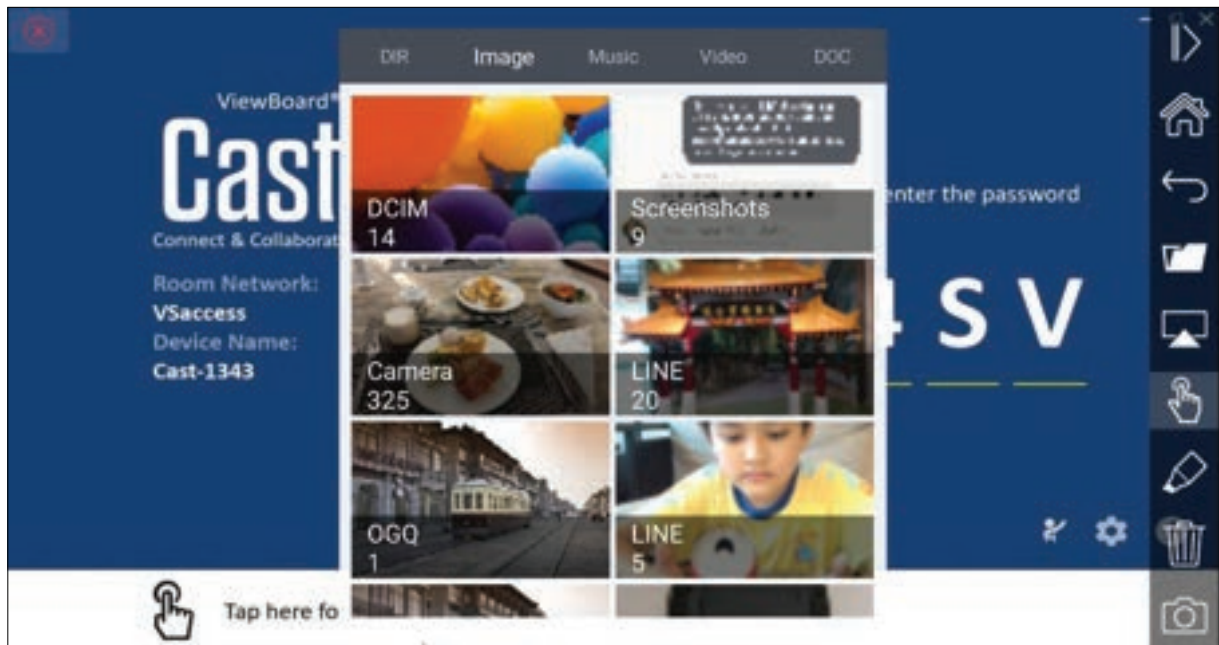 DIR Image Music Video DOC
ViewBoard®
Cast
Connect & Collaborat
Room Network:
VSaccess
Device Name:
Cast-1343
DCIM
14
Screenshots
9
enter the password
Camera
325
LINE
20
S V
OGQ
1
LINE
5
Tap here fo